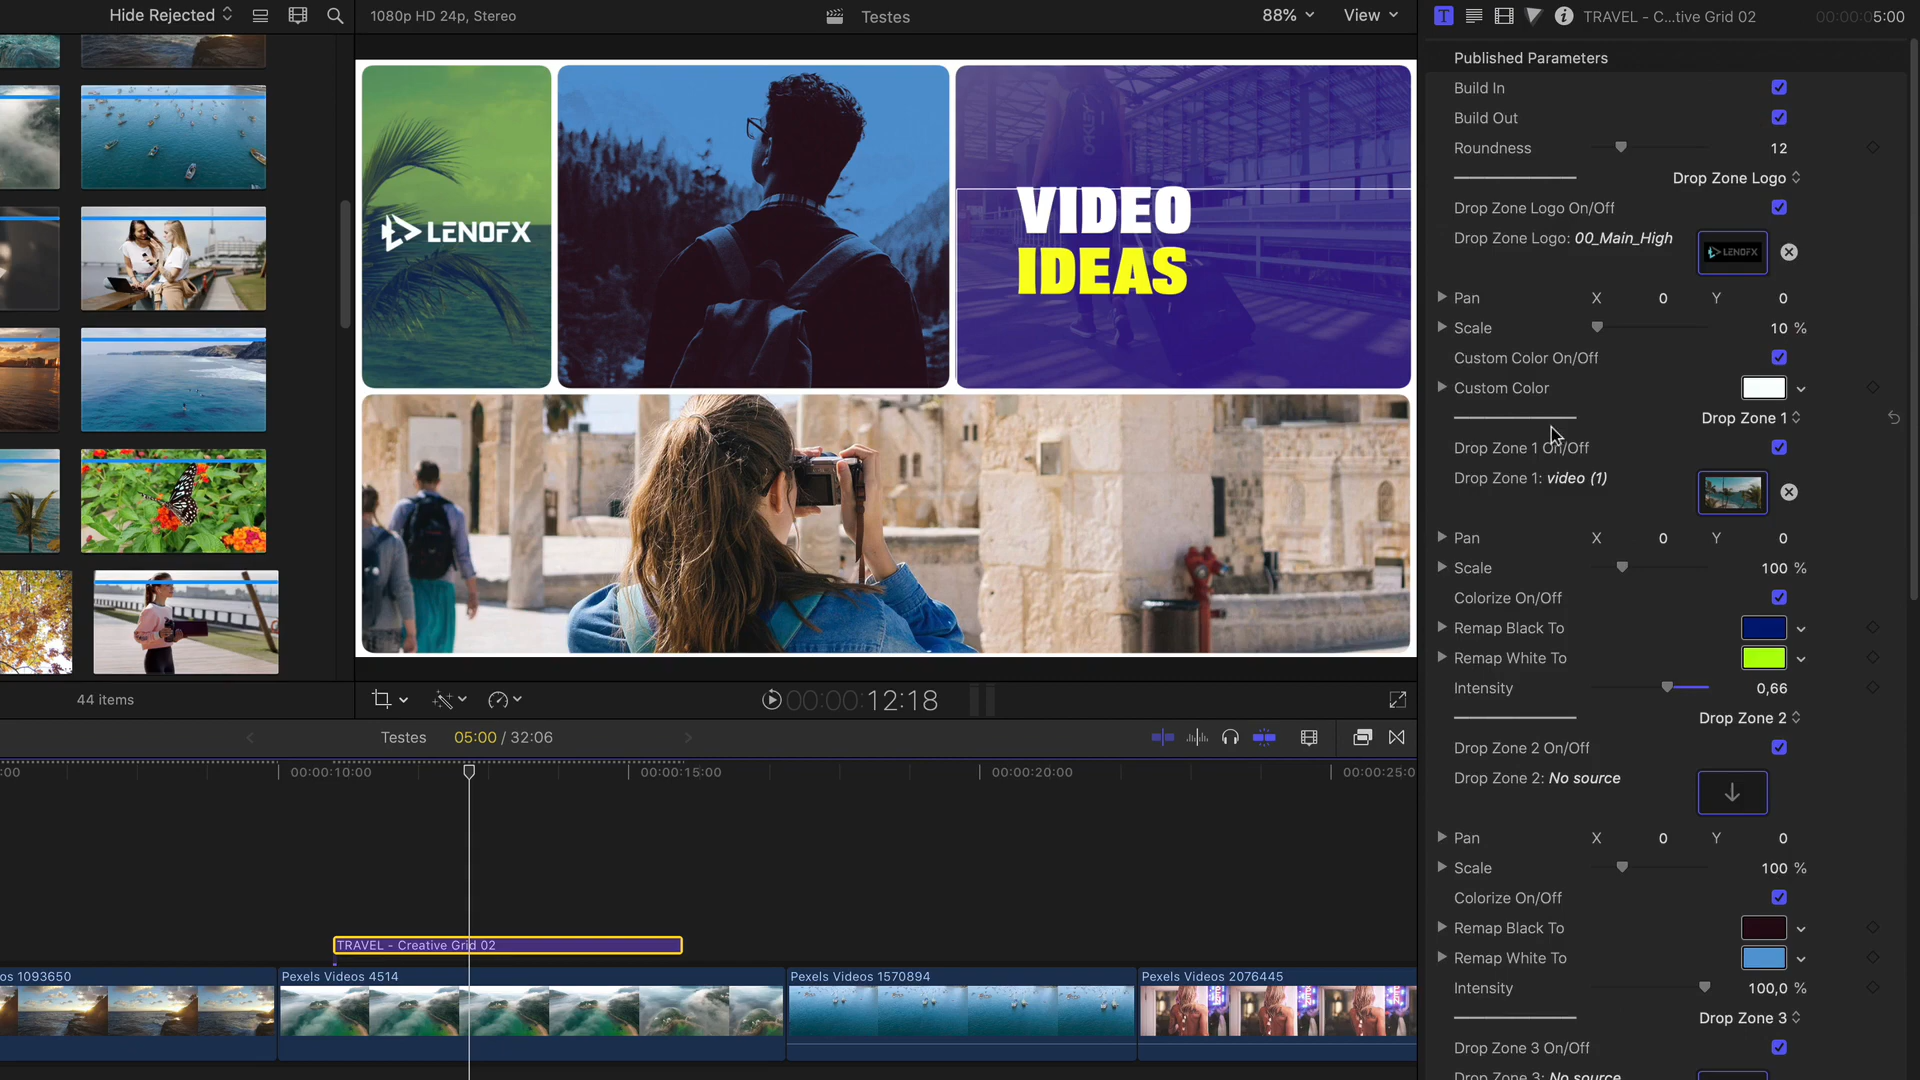 Hide Rejected
1080p HD 24p, Stereo
Testes
88%
View
T
TRAVEL - C...tive Grid 02
00:00:05:00
Published Parameters
Build In
Build Out
Roundness
12
Drop Zone Logo
Drop Zone Logo On/Off
Drop Zone Logo: 00_Main_High
LENOFX
Pan X 0 Y 0
Scale 10 %
Custom Color On/Off
Custom Color
Drop Zone 1
Drop Zone 1 On/Off
Drop Zone 1: video (1)
Pan X 0 Y 0
Scale 100 %
Colorize On/Off
Remap Black To
Remap White To
Intensity 0,66
Drop Zone 2
Drop Zone 2 On/Off
Drop Zone 2: No source
Pan X 0 Y 0
Scale 100 %
Colorize On/Off
Remap Black To
Remap White To
Intensity 100,0 %
Drop Zone 3
Drop Zone 3 On/Off
Drop Zone 3: No source
LENOFX
VIDEO
IDEAS
44 items
00:00:12:18
Testes 05:00 / 32:06
:00
00:00:10:00
00:00:15:00
00:00:20:00
00:00:25:0
TRAVEL - Creative Grid 02
os 1093650
Pexels Videos 4514
Pexels Videos 1570894
Pexels Videos 2076445